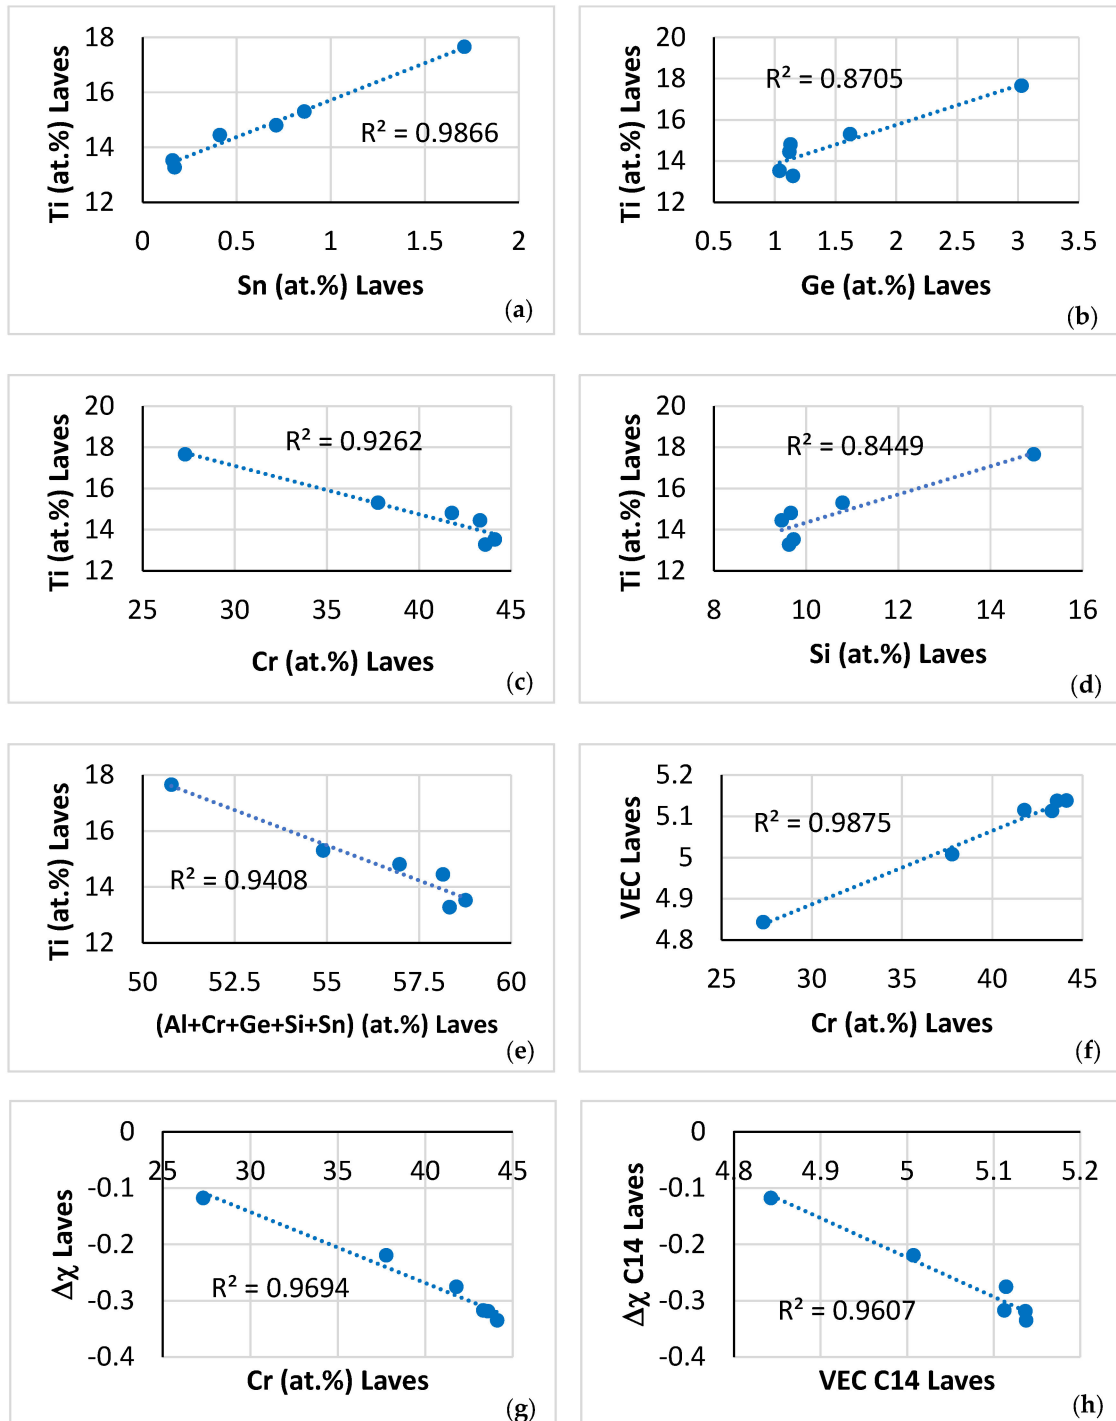 18
16
14
12
0
0.5
1
1.5
2
Ti (at.%) Laves
R² = 0.9866
Sn (at.%) Laves
(a)
20
18
16
14
12
0.5
1
1.5
2
2.5
3
3.5
Ti (at.%) Laves
R² = 0.8705
Ge (at.%) Laves
(b)
20
18
16
14
12
25
30
35
40
45
Ti (at.%) Laves
R² = 0.9262
Cr (at.%) Laves
(c)
20
18
16
14
12
8
10
12
14
16
Ti (at.%) Laves
R² = 0.8449
Si (at.%) Laves
(d)
18
16
14
12
50
52.5
55
57.5
60
Ti (at.%) Laves
R² = 0.9408
(Al+Cr+Ge+Si+Sn) (at.%) Laves
(e)
5.2
5.1
5
4.9
4.8
25
30
35
40
45
VEC Laves
R² = 0.9875
Cr (at.%) Laves
(f)
0
-0.1
-0.2
-0.3
-0.4
25
30
35
40
45
Δχ Laves
R² = 0.9694
Cr (at.%) Laves
(g)
0
-0.1
-0.2
-0.3
-0.4
4.8
4.9
5
5.1
5.2
Δχ C14 Laves
R² = 0.9607
VEC C14 Laves
(h)